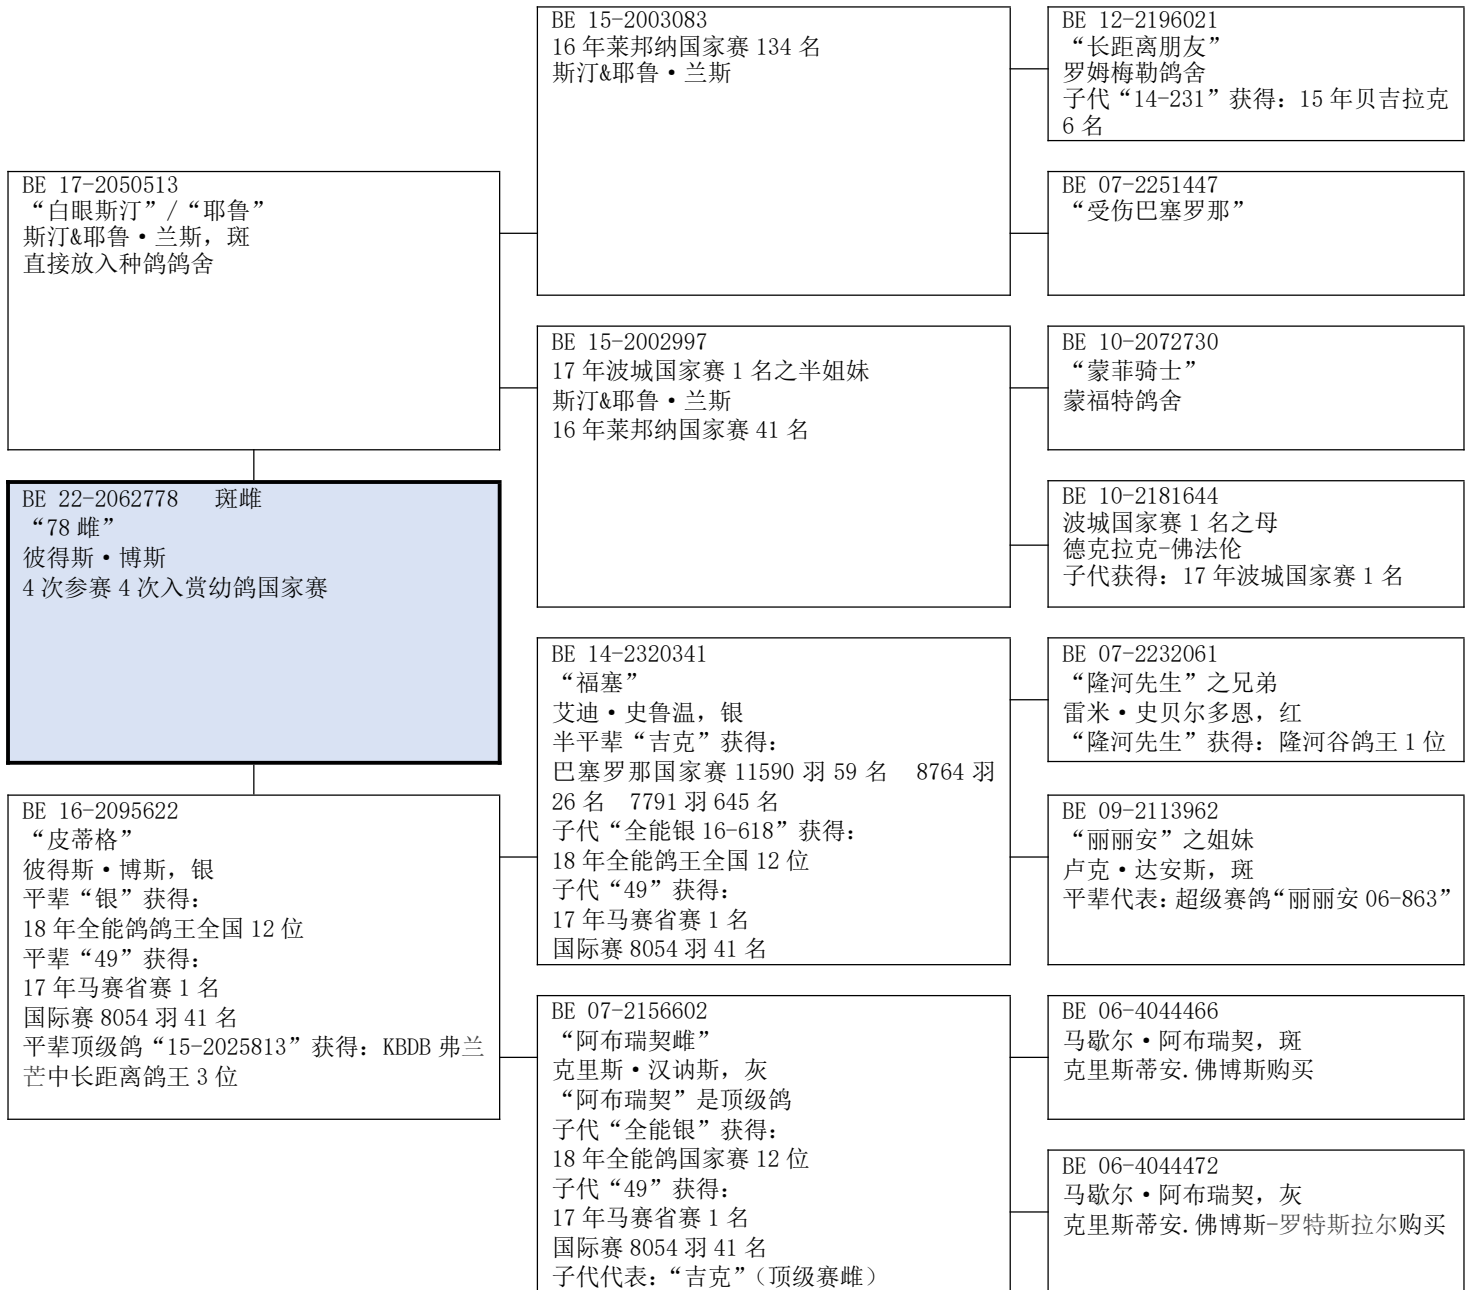 BE 15-2003083
16 年莱邦纳国家赛 134 名
斯汀&耶鲁·兰斯
BE 12-2196021
“长距离朋友”
罗姆梅勒鸽舍
子代“14-231”获得：15 年贝吉拉克
6 名
BE 17-2050513
“白眼斯汀”/“耶鲁”
斯汀&耶鲁·兰斯，斑
直接放入种鸽鸽舍
BE 07-2251447
“受伤巴塞罗那”
BE 15-2002997
17 年波城国家赛 1 名之半姐妹
斯汀&耶鲁·兰斯
16 年莱邦纳国家赛 41 名
BE 10-2072730
“蒙菲骑士”
蒙福特鸽舍
BE 22-2062778 斑雌
“78 雌”
彼得斯·博斯
4 次参赛 4 次入赏幼鸽国家赛
BE 10-2181644
波城国家赛 1 名之母
德克拉克-佛法伦
子代获得：17 年波城国家赛 1 名
BE 14-2320341
“福塞”
艾迪·史鲁温，银
半平辈“吉克”获得：
巴塞罗那国家赛 11590 羽 59 名 8764 羽
26 名 7791 羽 645 名
子代“全能银 16-618”获得：
18 年全能鸽王全国 12 位
子代“49”获得：
17 年马赛省赛 1 名
国际赛 8054 羽 41 名
BE 07-2232061
“隆河先生”之兄弟
雷米·史贝尔多恩，红
“隆河先生”获得：隆河谷鸽王 1 位
BE 16-2095622
“皮蒂格”
彼得斯·博斯，银
平辈“银”获得：
18 年全能鸽鸽王全国 12 位
平辈“49”获得：
17 年马赛省赛 1 名
国际赛 8054 羽 41 名
平辈顶级鸽“15-2025813”获得：KBDB 弗兰
芒中长距离鸽王 3 位
BE 09-2113962
“丽丽安”之姐妹
卢克·达安斯，斑
平辈代表：超级赛鸽“丽丽安 06-863”
BE 07-2156602
“阿布瑞契雌”
克里斯·汉讷斯，灰
“阿布瑞契”是顶级鸽
子代“全能银”获得：
18 年全能鸽国家赛 12 位
子代“49”获得：
17 年马赛省赛 1 名
国际赛 8054 羽 41 名
子代代表：“吉克”（顶级赛雌）
BE 06-4044466
马歇尔·阿布瑞契，斑
克里斯蒂安.佛博斯购买
BE 06-4044472
马歇尔·阿布瑞契，灰
克里斯蒂安.佛博斯-罗特斯拉尔购买